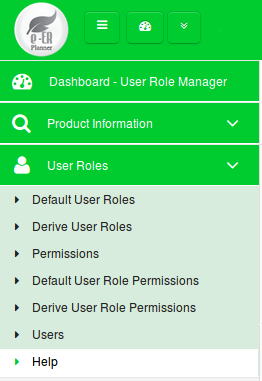 e-ER
Planner
Dashboard - User Role Manager
Product Information
User Roles
Default User Roles
Derive User Roles
Permissions
Default User Role Permissions
Derive User Role Permissions
Users
Help